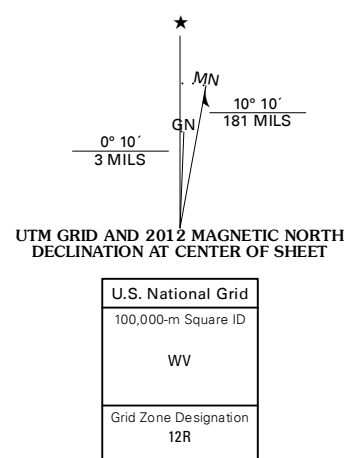 ★
MN
GN
10° 10´
181 MILS
0° 10´
3 MILS
UTM GRID AND 2012 MAGNETIC NORTH
DECLINATION AT CENTER OF SHEET
U.S. National Grid
100,000-m Square ID
WV
Grid Zone Designation
12R